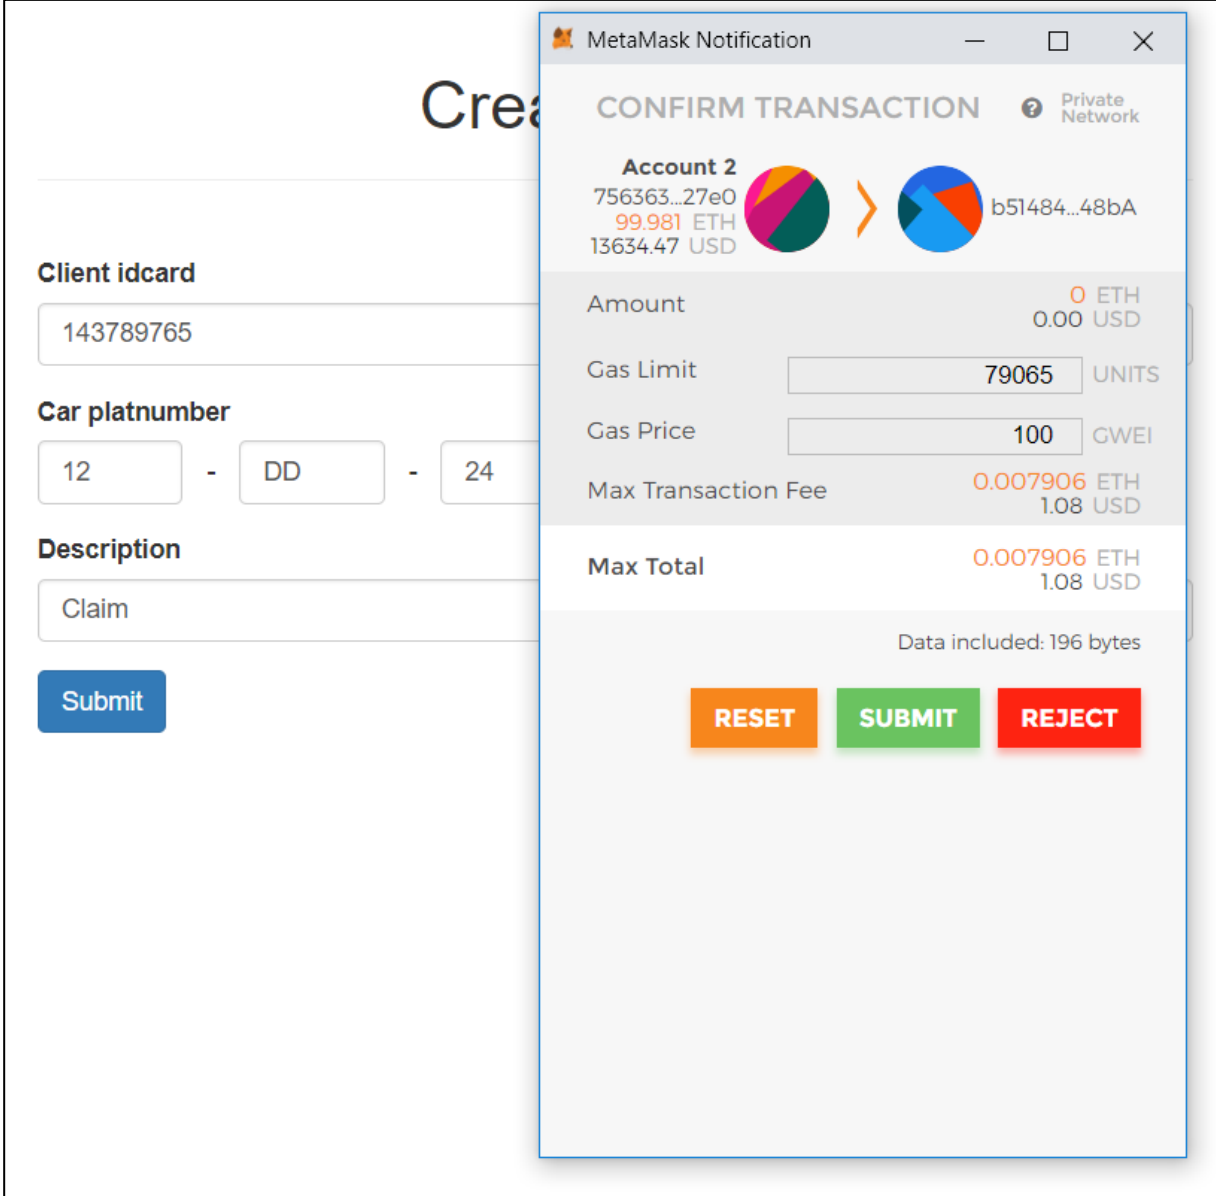 Crea
Client idcard
143789765
Car platnumber
12 - DD - 24
Description
Claim
Submit
MetaMask Notification
CONFIRM TRANSACTION
Private
Network
Account 2
756363...27e0
99.981 ETH
13634.47 USD
b51484...48bA
Amount
0 ETH
0.00 USD
Gas Limit
79065 UNITS
Gas Price
100 GWEI
Max Transaction Fee
0.007906 ETH
1.08 USD
Max Total
0.007906 ETH
1.08 USD
Data included: 196 bytes
RESET
SUBMIT
REJECT